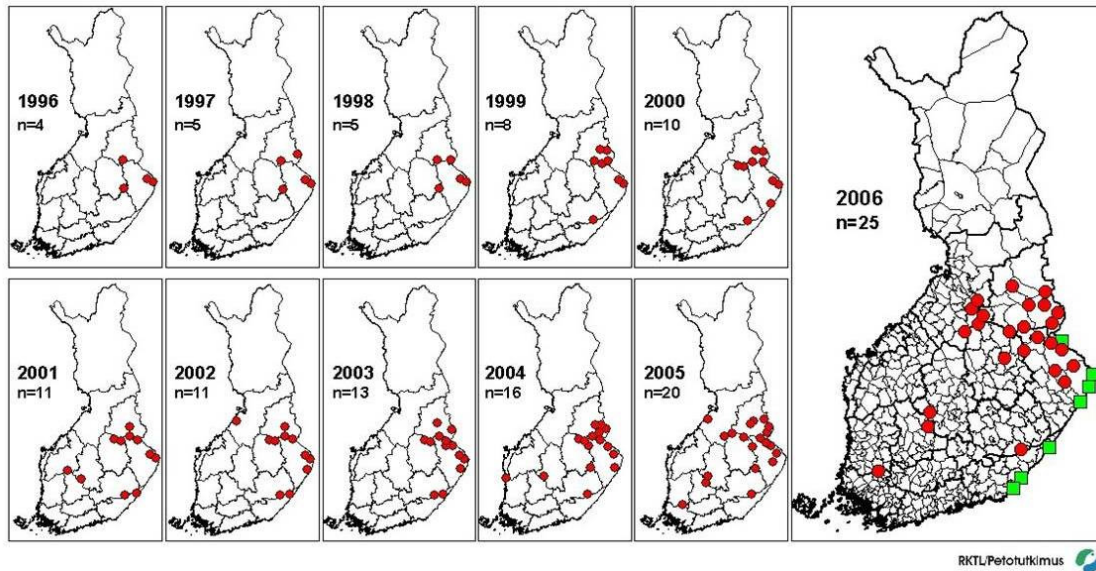 1996
n=4
1997
n=5
1998
n=5
1999
n=8
2000
n=10
2001
n=11
2002
n=11
2003
n=13
2004
n=16
2005
n=20
2006
n=25
RKTL/Petotutkimus